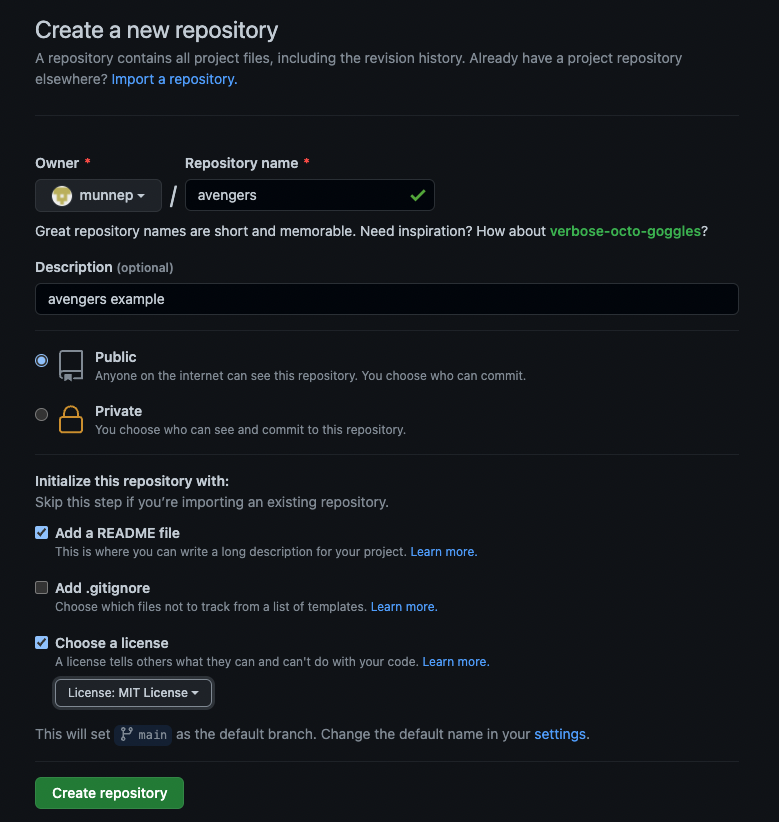 Create a new repository
A repository contains all project files, including the revision history. Already have a project repository
elsewhere? Import a repository.
Owner * Repository name *
munnep / avengers
Great repository names are short and memorable. Need inspiration? How about verbose-octo-goggles?
Description (optional)
avengers example
Public
Anyone on the internet can see this repository. You choose who can commit.
Private
You choose who can see and commit to this repository.
Initialize this repository with:
Skip this step if you’re importing an existing repository.
Add a README file
This is where you can write a long description for your project. Learn more.
Add .gitignore
Choose which files not to track from a list of templates. Learn more.
Choose a license
A license tells others what they can and can't do with your code. Learn more.
License: MIT License
This will set main as the default branch. Change the default name in your settings.
Create repository